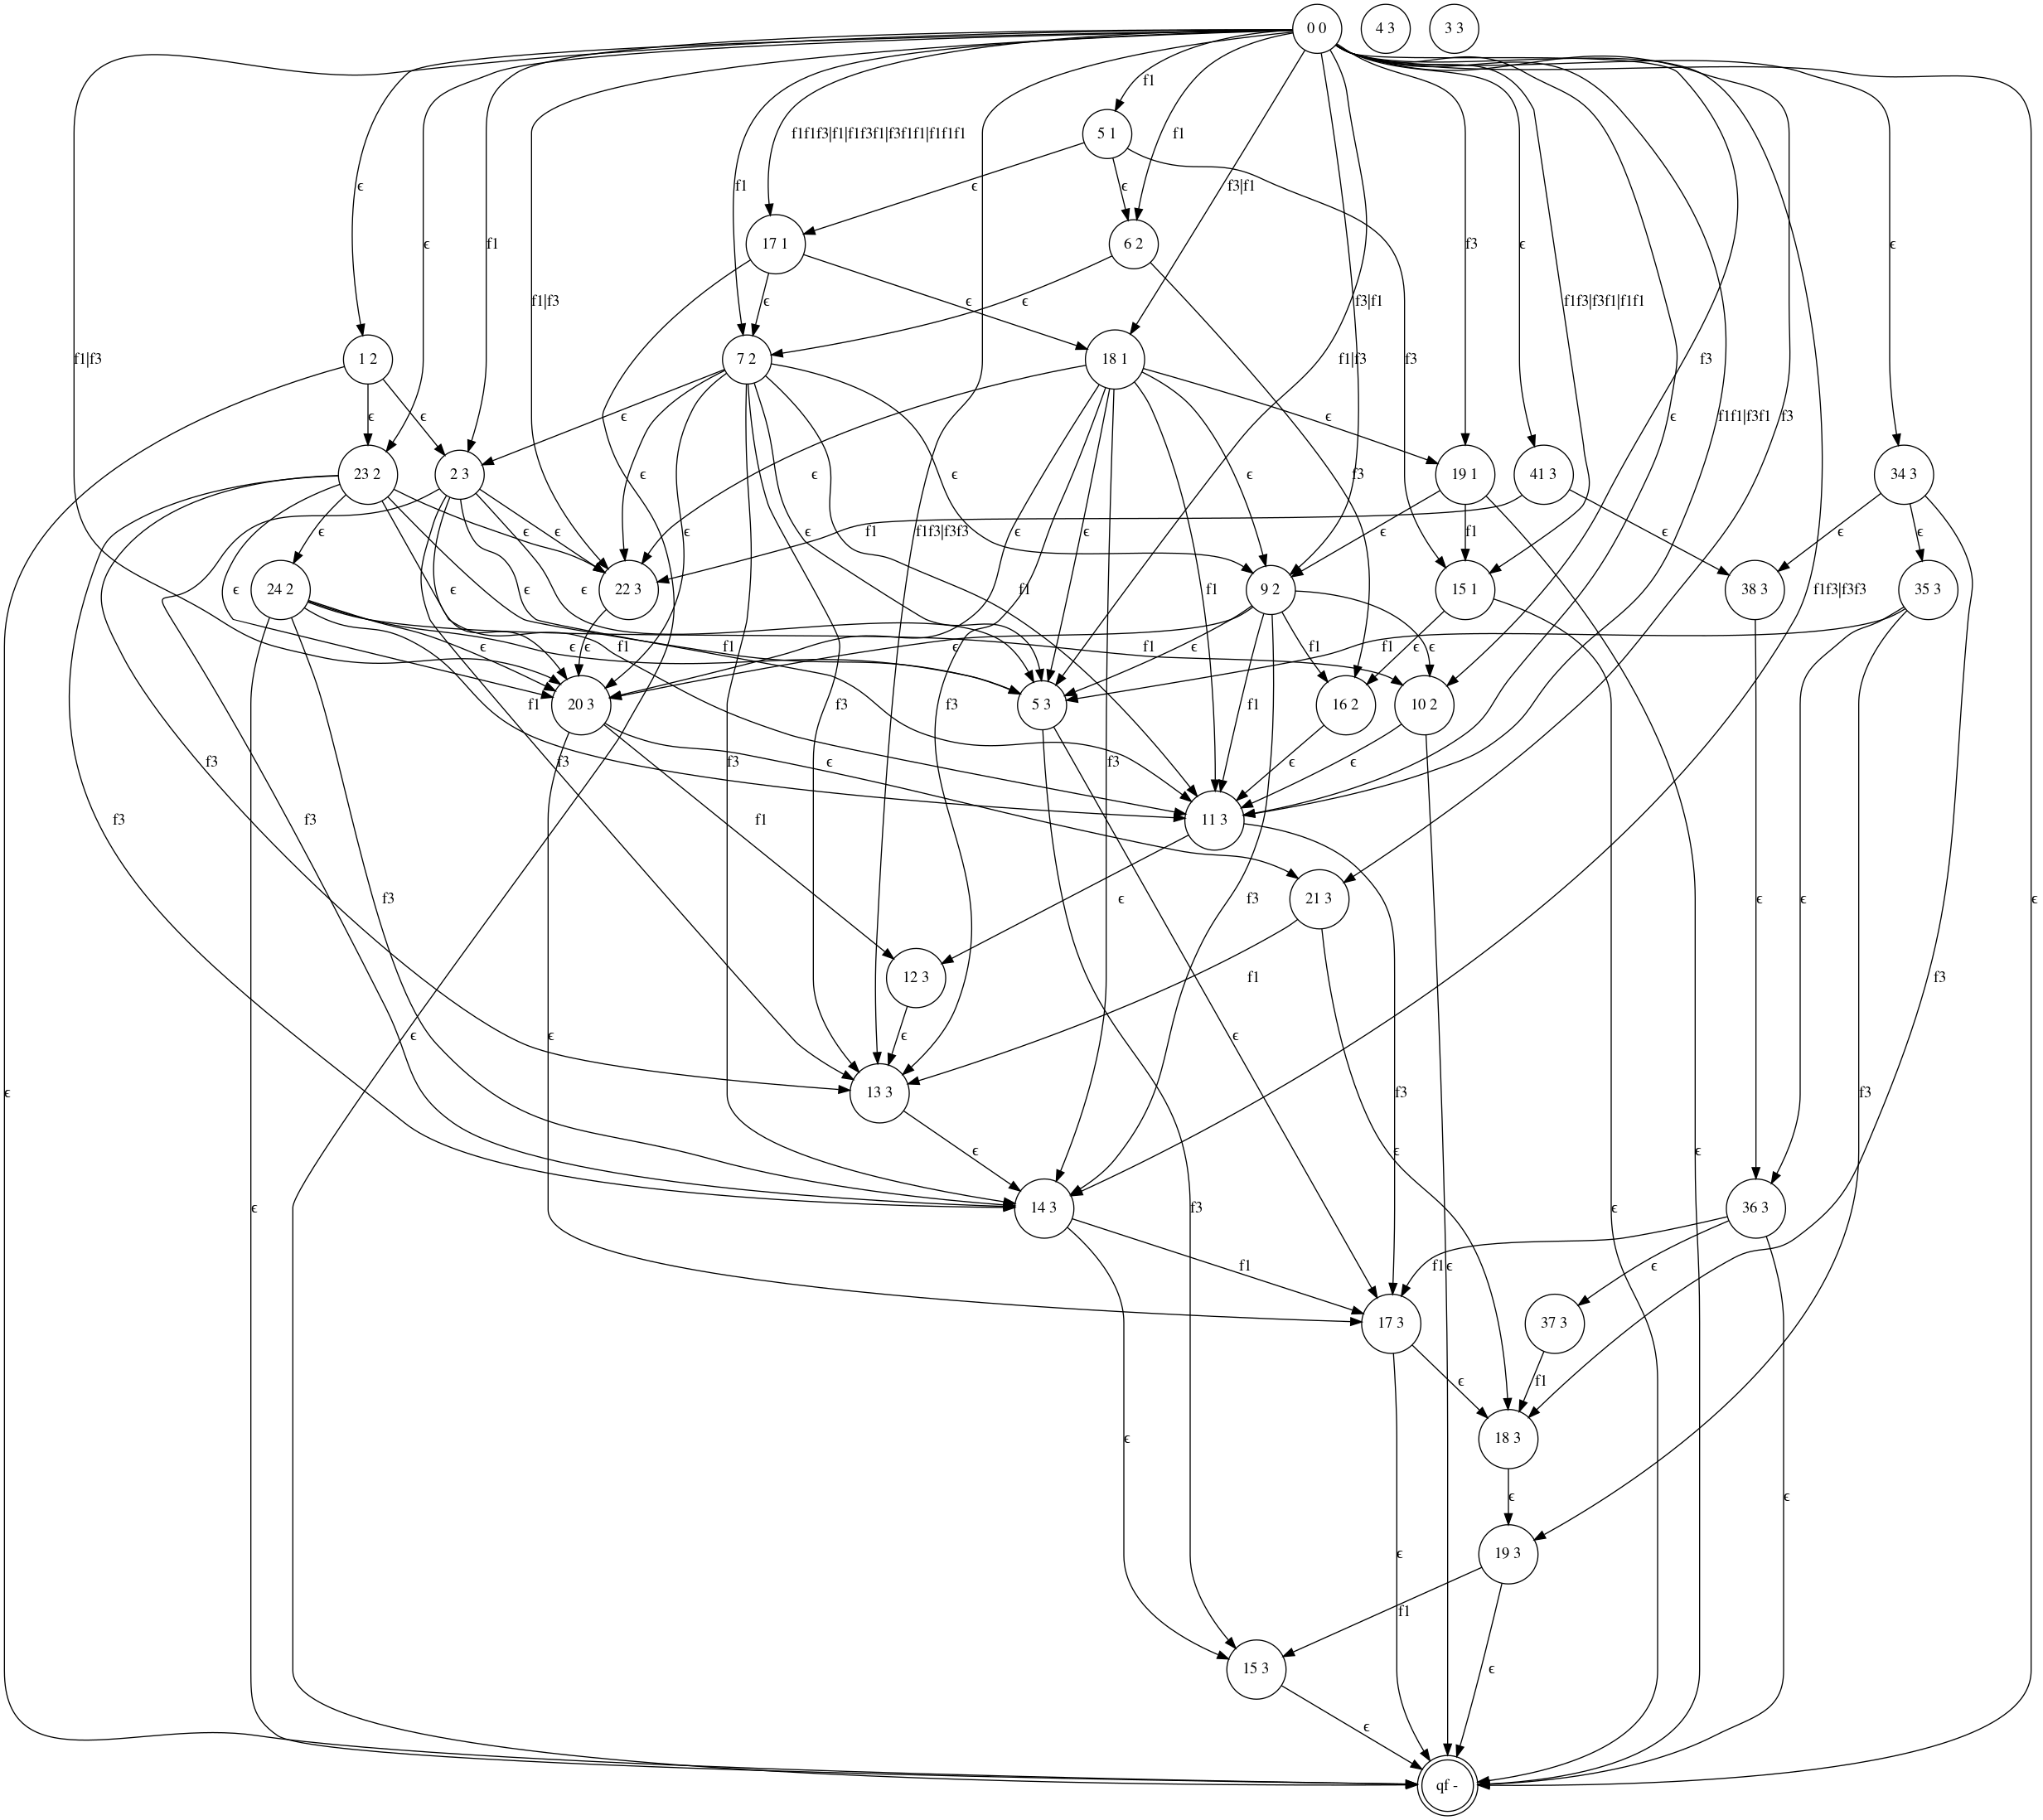 0 0 4 3 3 3
f1
5 1
f1f1f3|f1|f1f3f1|f3f1f1|f1f1f1 f1
ϵ f1 ϵ f1|f3 f1 17 1 ϵ ϵ 6 2 f3|f1 f3 ϵ ϵ
ϵ ϵ ϵ
f1|f3 1 2 7 2 18 1 f1|f3 f3|f1 f3 f1f3|f3f1|f1f1 f3
ϵ ϵ ϵ ϵ ϵ f1f1|f3f1 f3
23 2 2 3 ϵ ϵ ϵ f3 19 1 41 3 34 3
ϵ ϵ ϵ ϵ ϵ ϵ ϵ f1f3|f3f3 f1 ϵ f1 ϵ ϵ ϵ
24 2 22 3 f1 9 2 15 1 38 3 35 3
ϵ ϵ ϵ ϵ f1 f1 ϵ ϵ ϵ f1 ϵ ϵ f1 f1f3|f3f3
f1 20 3 f3 5 3 f1 16 2 10 2 ϵ
f3 f3 f3 ϵ f3 f3 ϵ ϵ
f3 f3 f1 11 3
f3 ϵ f3 21 3 ϵ ϵ ϵ
12 3 f1 f3
ϵ ϵ ϵ ϵ
ϵ 13 3 f3 f3
ϵ ϵ
ϵ 14 3 f3 ϵ 36 3
f1 f1 ϵ ϵ
17 3 37 3
ϵ f1
ϵ 18 3 ϵ
ϵ
ϵ 19 3
f1 ϵ
15 3
ϵ
qf -